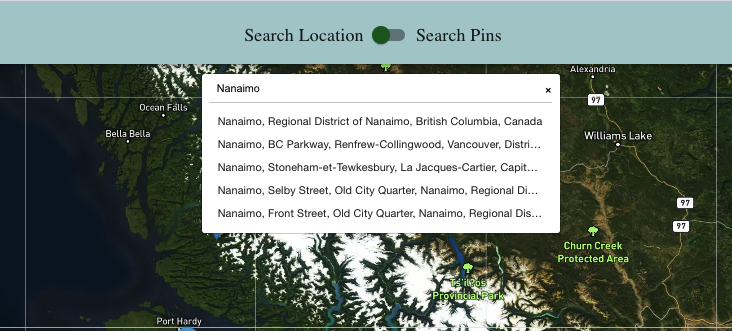 Search Location Search Pins
Alexandria
Nanaimo ×
97
Ocean Falls
Nanaimo, Regional District of Nanaimo, British Columbia, Canada
Bella Bella
Williams Lake
Nanaimo, BC Parkway, Renfrew-Collingwood, Vancouver, Distri...
Nanaimo, Stoneham-et-Tewkesbury, La Jacques-Cartier, Capit...
Nanaimo, Selby Street, Old City Quarter, Nanaimo, Regional Di...
97
Nanaimo, Front Street, Old City Quarter, Nanaimo, Regional Dis...
97
Churn Creek
Protected Area
Ts'ilʔos
Provincial Park
Port Hardy